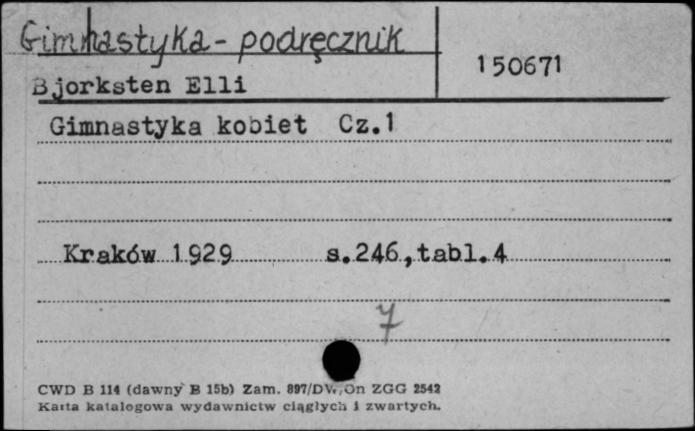 Gimnastyka - podręcznik
150671
Bjorksten Elli
Gimnastyka kobiet Cz.1
Kraków 1929 s.246,tabl.4
7
CWD B 114 (dawny B 15b) Zam. 897/DW,On ZGG 2542
Karta katalogowa wydawnictw ciągłych i zwartych.